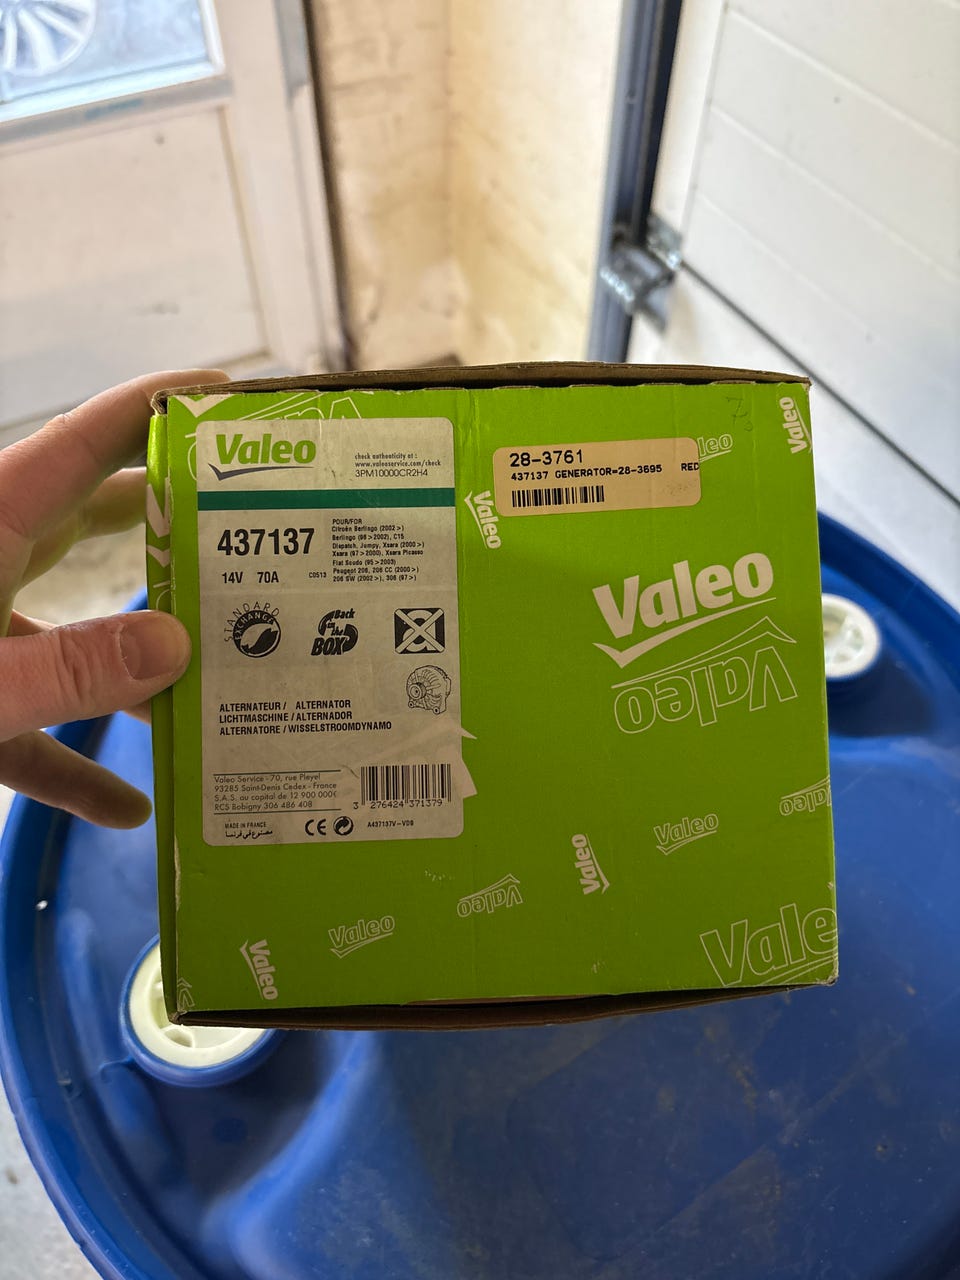 Valeo
check authenticity at :
www.valeoservice.com/check
3PM10000CR2H4
437137
14V 70A
C0513
POUR/FOR
Citroën Berlingo (2002 >)
Berlingo (96 > 2002), C15
Dispatch, Jumpy, Xsara (2000 >)
Xsara (97 > 2000), Xsara Picasso
Fiat Scudo (95 > 2003)
Peugeot 206, 206 CC (2000 >)
206 SW (2002 >), 306 (97 >)
STANDARD
EXCHANGE
Back
in the
BOX
ALTERNATEUR / ALTERNATOR
LICHTMASCHINE / ALTERNADOR
ALTERNATORE / WISSELSTROOMDYNAMO
Valeo Service - 70, rue Pleyel
93285 Saint-Denis Cedex - France
S.A.S. au capital de 12 900 000€
RCS Bobigny 306 486 408
3 276424 371379
MADE IN FRANCE
مصنوع في فرنسا
CE
A437137V-VDB
28-3761
437137 GENERATOR=28-3695 RED
Valeo
leo
Valeo
Valeo
Valeo
Valeo
Valeo
Valeo
Valeo
Valeo
Valeo
Valeo
Vale